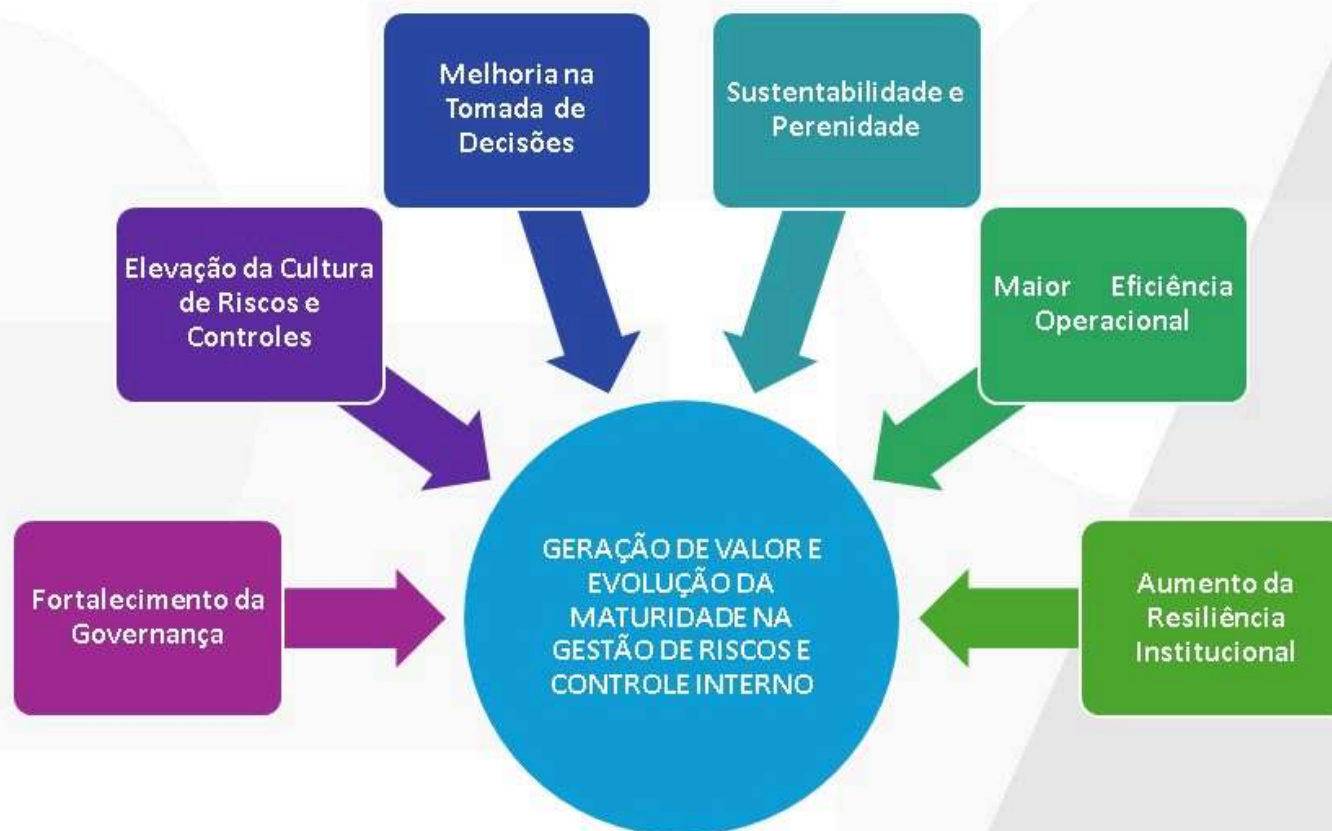 Melhoria na
Tomada de
Decisões
Sustentabilidade e
Perenidade
Elevação da Cultura
de Riscos e
Controles
Maior Eficiência
Operacional
Fortalecimento da
Governança
GERAÇÃO DE VALOR E
EVOLUÇÃO DA
MATURIDADE NA
GESTÃO DE RISCOS E
CONTROLE INTERNO
Aumento da
Resiliência
Institucional